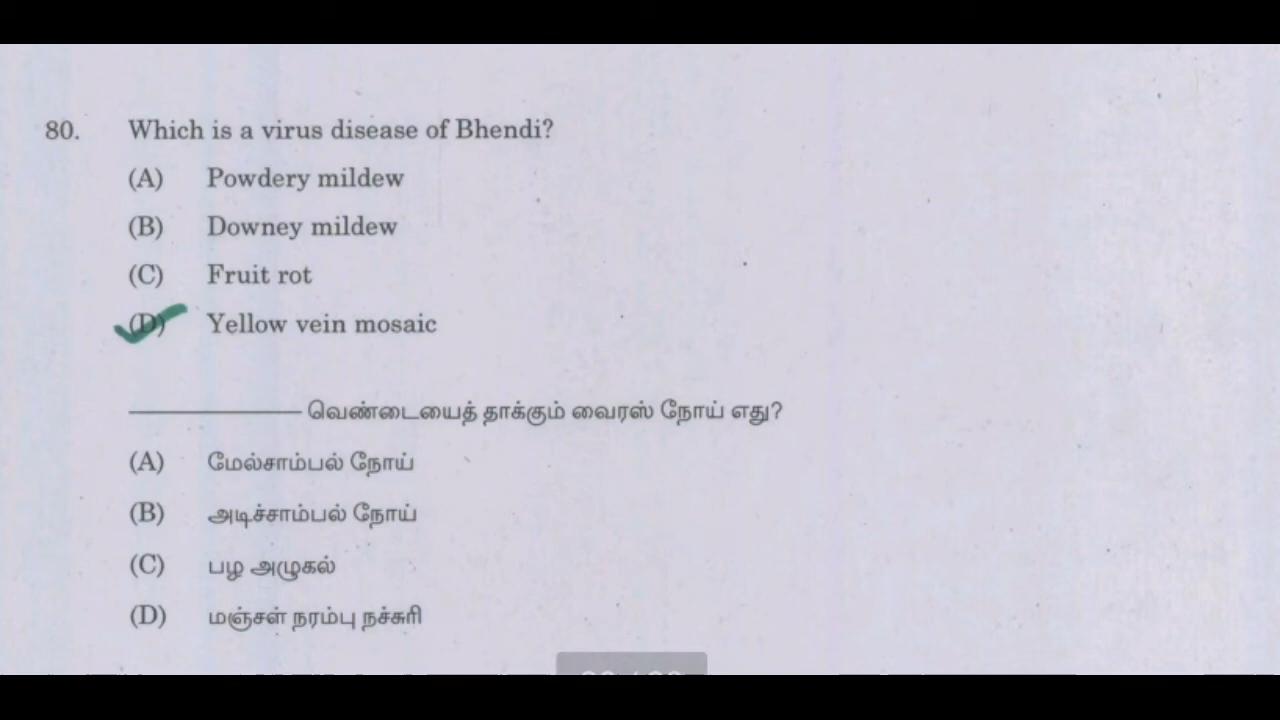 80. Which is a virus disease of Bhendi?
(A) Powdery mildew
(B) Downey mildew
(C) Fruit rot
(D) Yellow vein mosaic
வெண்டையைத் தாக்கும் வைரஸ் நோய் எது?
(A) மேல்சாம்பல் நோய்
(B) அடிச்சாம்பல் நோய்
(C) பழ அழுகல்
(D) மஞ்சள் நரம்பு நச்சுரி